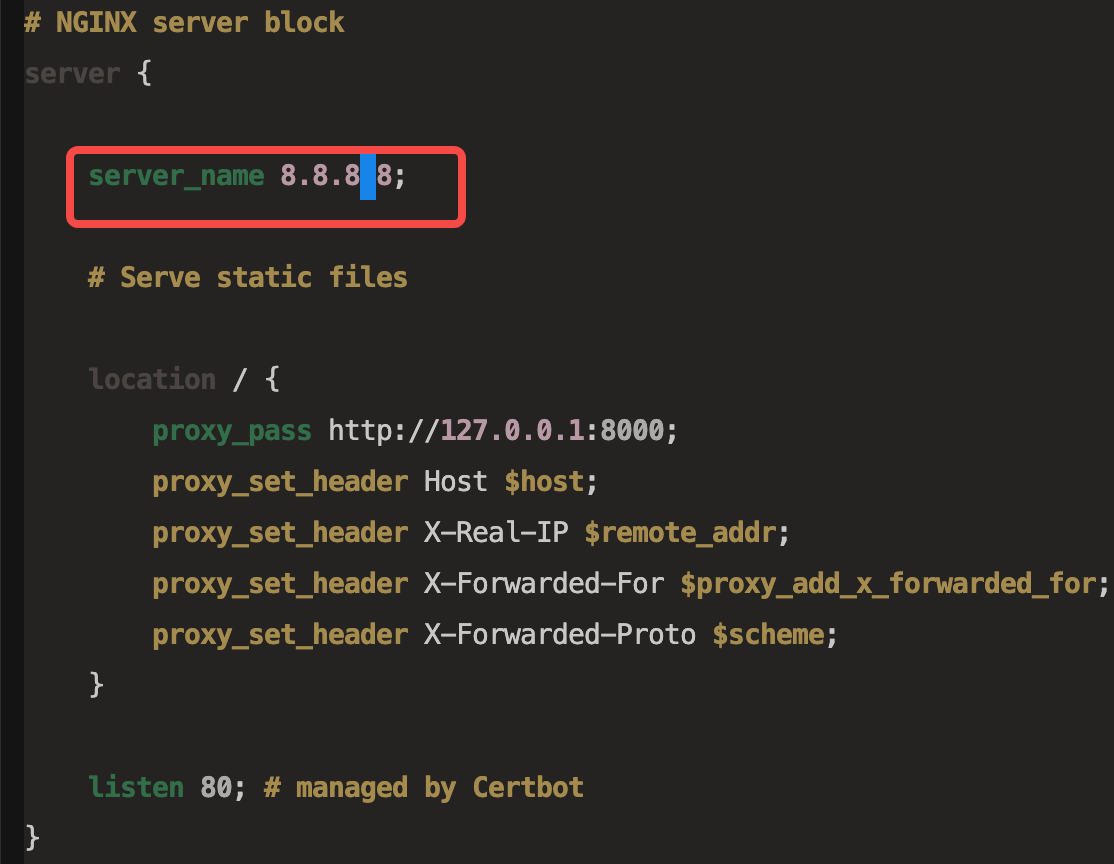 # NGINX server block
server {
server_name 8.8.8 8;
# Serve static files
location / {
proxy_pass http://127.0.0.1:8000;
proxy_set_header Host $host;
proxy_set_header X-Real-IP $remote_addr;
proxy_set_header X-Forwarded-For $proxy_add_x_forwarded_for;
proxy_set_header X-Forwarded-Proto $scheme;
}
listen 80; # managed by Certbot
}